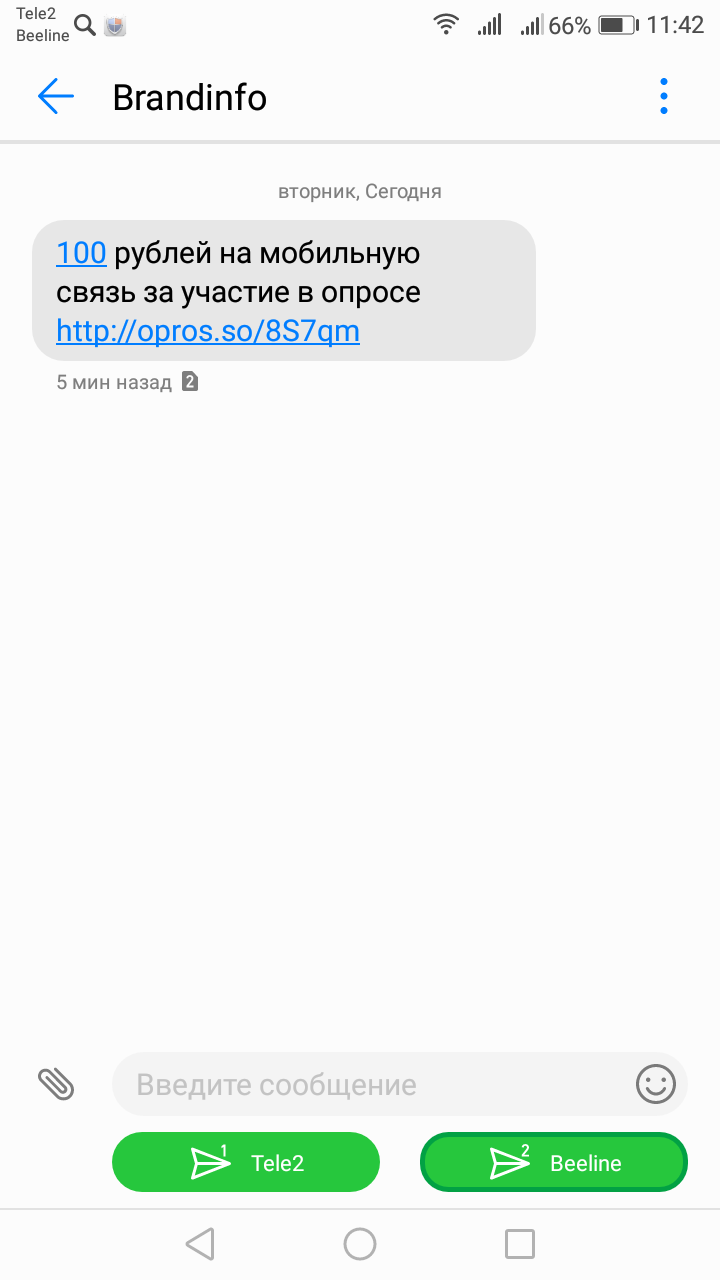 Tele2
Beeline
66% 11:42
Brandinfo
вторник, Сегодня
100 рублей на мобильную
связь за участие в опросе
http://opros.so/8S7qm
5 мин назад 2
Введите сообщение
1 Tele2
2 Beeline